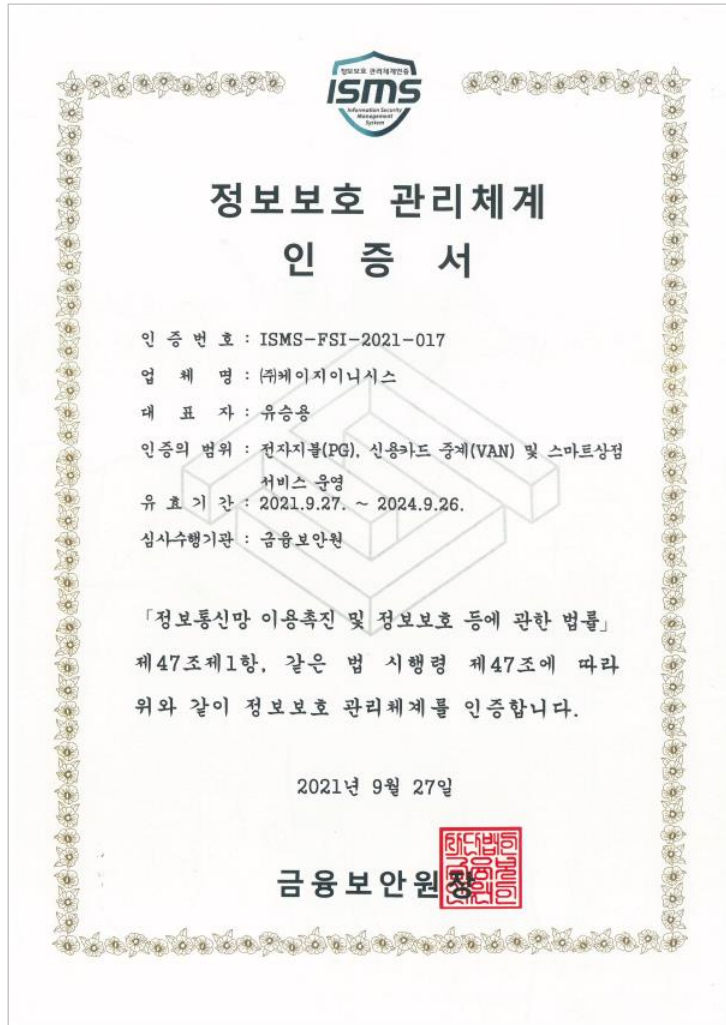 정보보호 관리체계인증
ISMS
Information Security
Management
System
정보보호 관리체계
인 증 서
인 증 번 호 : ISMS-FSI-2021-017
업 체 명 : ㈜케이지이니시스
대 표 자 : 유승용
인증의 범위 : 전자지불(PG), 신용카드 중계(VAN) 및 스마트상점
서비스 운영
유 효 기 간 : 2021.9.27. ~ 2024.9.26.
심사수행기관 : 금융보안원
「정보통신망 이용촉진 및 정보보호 등에 관한 법률」
제47조제1항, 같은 법 시행령 제47조에 따라
위와 같이 정보보호 관리체계를 인증합니다.
2021년 9월 27일
금융보안원장